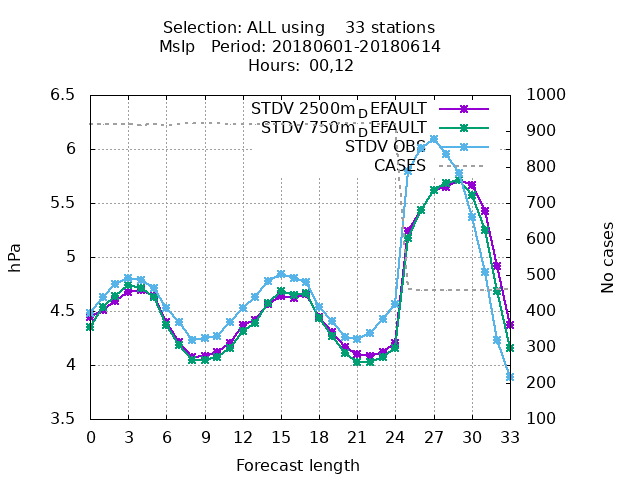 Selection: ALL using 33 stations
Mslp Period: 20180601-20180614
Hours: 00,12
STDV 2500m_DEFAULT
STDV 750m_DEFAULT
STDV OBS
CASES
6.5
6
5.5
5
4.5
4
3.5
hPa
1000
900
800
700
600
500
400
300
200
100
No cases
0 3 6 9 12 15 18 21 24 27 30 33
Forecast length